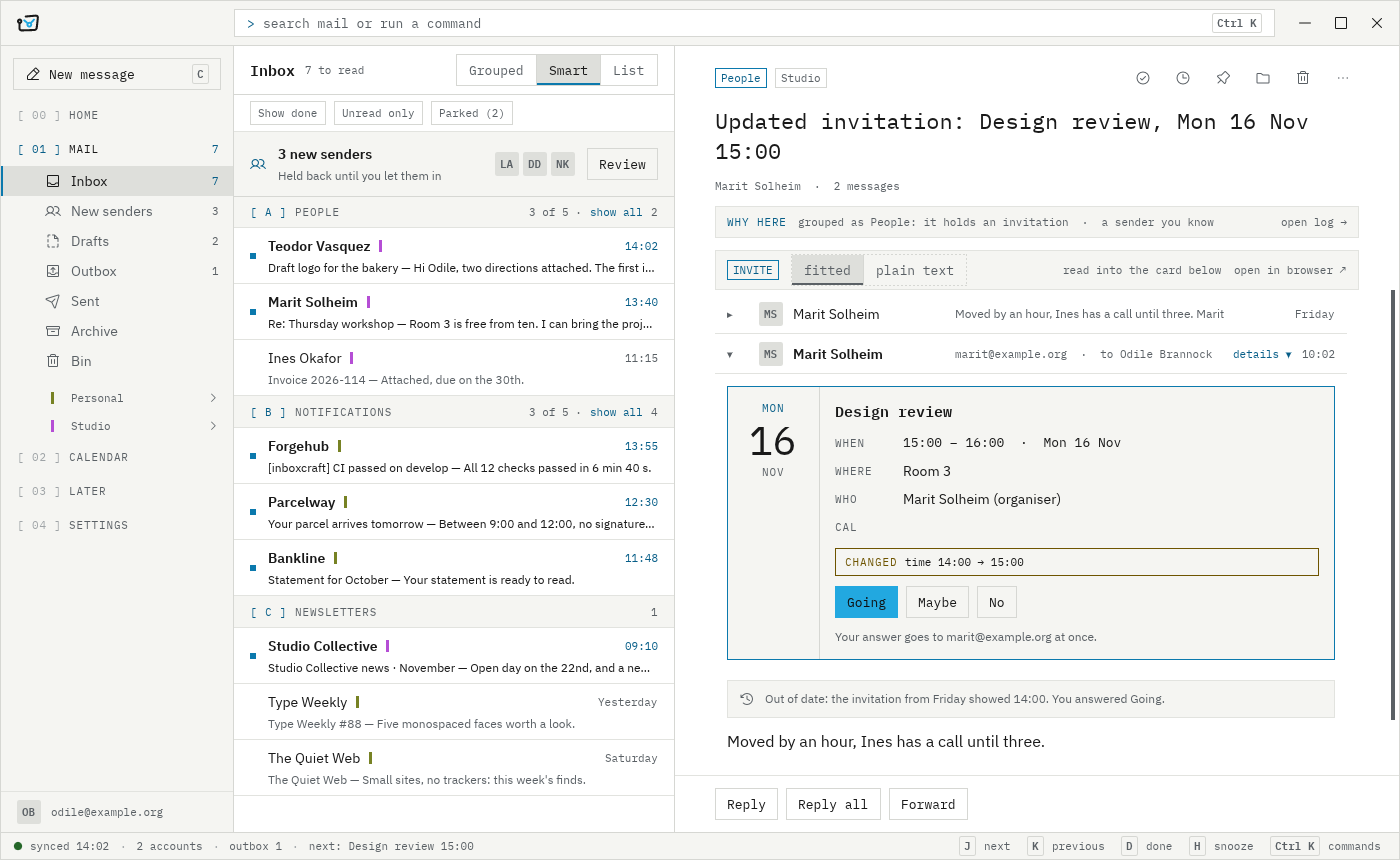 > search mail or run a command Ctrl K
New message C
[ 00 ] HOME
[ 01 ] MAIL 7
Inbox 7
New senders 3
Drafts 2
Outbox 1
Sent
Archive
Bin
Personal
Studio
[ 02 ] CALENDAR
[ 03 ] LATER
[ 04 ] SETTINGS
OB odile@example.org
Inbox 7 to read Grouped Smart List
Show done Unread only Parked (2)
3 new senders
Held back until you let them in
LA DD NK Review
[ A ] PEOPLE 3 of 5 · show all 2
Teodor Vasquez 14:02
Draft logo for the bakery — Hi Odile, two directions attached. The first i…
Marit Solheim 13:40
Re: Thursday workshop — Room 3 is free from ten. I can bring the proj…
Ines Okafor 11:15
Invoice 2026-114 — Attached, due on the 30th.
[ B ] NOTIFICATIONS 3 of 5 · show all 4
Forgehub 13:55
[inboxcraft] CI passed on develop — All 12 checks passed in 6 min 40 s.
Parcelway 12:30
Your parcel arrives tomorrow — Between 9:00 and 12:00, no signature…
Bankline 11:48
Statement for October — Your statement is ready to read.
[ C ] NEWSLETTERS 1
Studio Collective 09:10
Studio Collective news · November — Open day on the 22nd, and a ne…
Type Weekly Yesterday
Type Weekly #88 — Five monospaced faces worth a look.
The Quiet Web Saturday
The Quiet Web — Small sites, no trackers: this week's finds.
People Studio
Updated invitation: Design review, Mon 16 Nov
15:00
Marit Solheim · 2 messages
WHY HERE grouped as People: it holds an invitation · a sender you know open log →
INVITE fitted plain text read into the card below open in browser ↗
▸ MS Marit Solheim Moved by an hour, Ines has a call until three. Marit Friday
▾ MS Marit Solheim marit@example.org · to Odile Brannock details ▾ 10:02
MON
16
NOV
Design review
WHEN 15:00 – 16:00 · Mon 16 Nov
WHERE Room 3
WHO Marit Solheim (organiser)
CAL
CHANGED time 14:00 → 15:00
Going Maybe No
Your answer goes to marit@example.org at once.
Out of date: the invitation from Friday showed 14:00. You answered Going.
Moved by an hour, Ines has a call until three.
Reply Reply all Forward
synced 14:02 · 2 accounts · outbox 1 · next: Design review 15:00
J next K previous D done H snooze Ctrl K commands